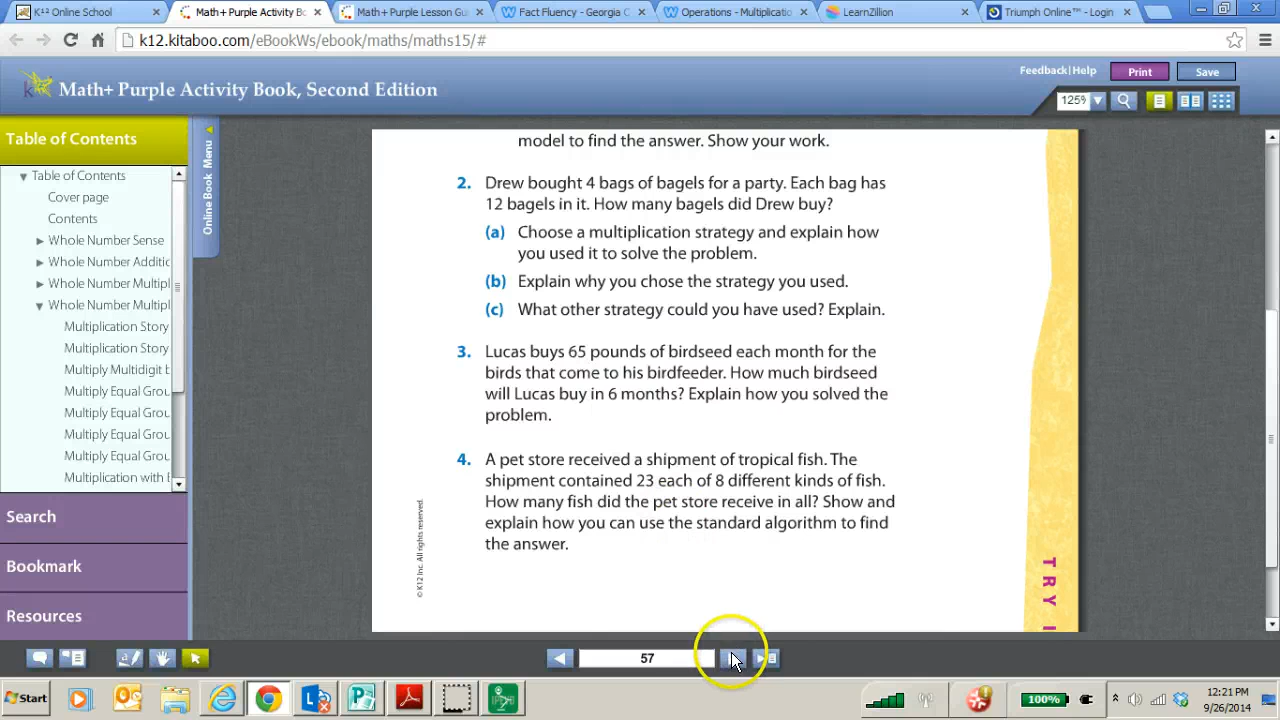 K12 Online School
Math+ Purple Activity Bo
Math+ Purple Lesson Gui
Fact Fluency - Georgia C
Operations - Multiplicatio
LearnZillion
Triumph Online™ - Login
k12.kitaboo.com/eBookWs/ebook/maths/maths15/#
Feedback|Help
Print
Save
Math+ Purple Activity Book, Second Edition
125%
Table of Contents
Online Book Menu
Table of Contents
Cover page
Contents
Whole Number Sense
Whole Number Additic
Whole Number Multipl
Whole Number Multipl
Multiplication Story
Multiplication Story
Multiply Multidigit b
Multiply Equal Grou
Multiply Equal Grou
Multiply Equal Grou
Multiply Equal Grou
Multiplication with E
Search
Bookmark
Resources
model to find the answer. Show your work.
2. Drew bought 4 bags of bagels for a party. Each bag has
12 bagels in it. How many bagels did Drew buy?
(a) Choose a multiplication strategy and explain how
you used it to solve the problem.
(b) Explain why you chose the strategy you used.
(c) What other strategy could you have used? Explain.
3. Lucas buys 65 pounds of birdseed each month for the
birds that come to his birdfeeder. How much birdseed
will Lucas buy in 6 months? Explain how you solved the
problem.
4. A pet store received a shipment of tropical fish. The
shipment contained 23 each of 8 different kinds of fish.
How many fish did the pet store receive in all? Show and
explain how you can use the standard algorithm to find
the answer.
© K12 Inc. All rights reserved.
TRY I
57
Start
100%
12:21 PM
9/26/2014